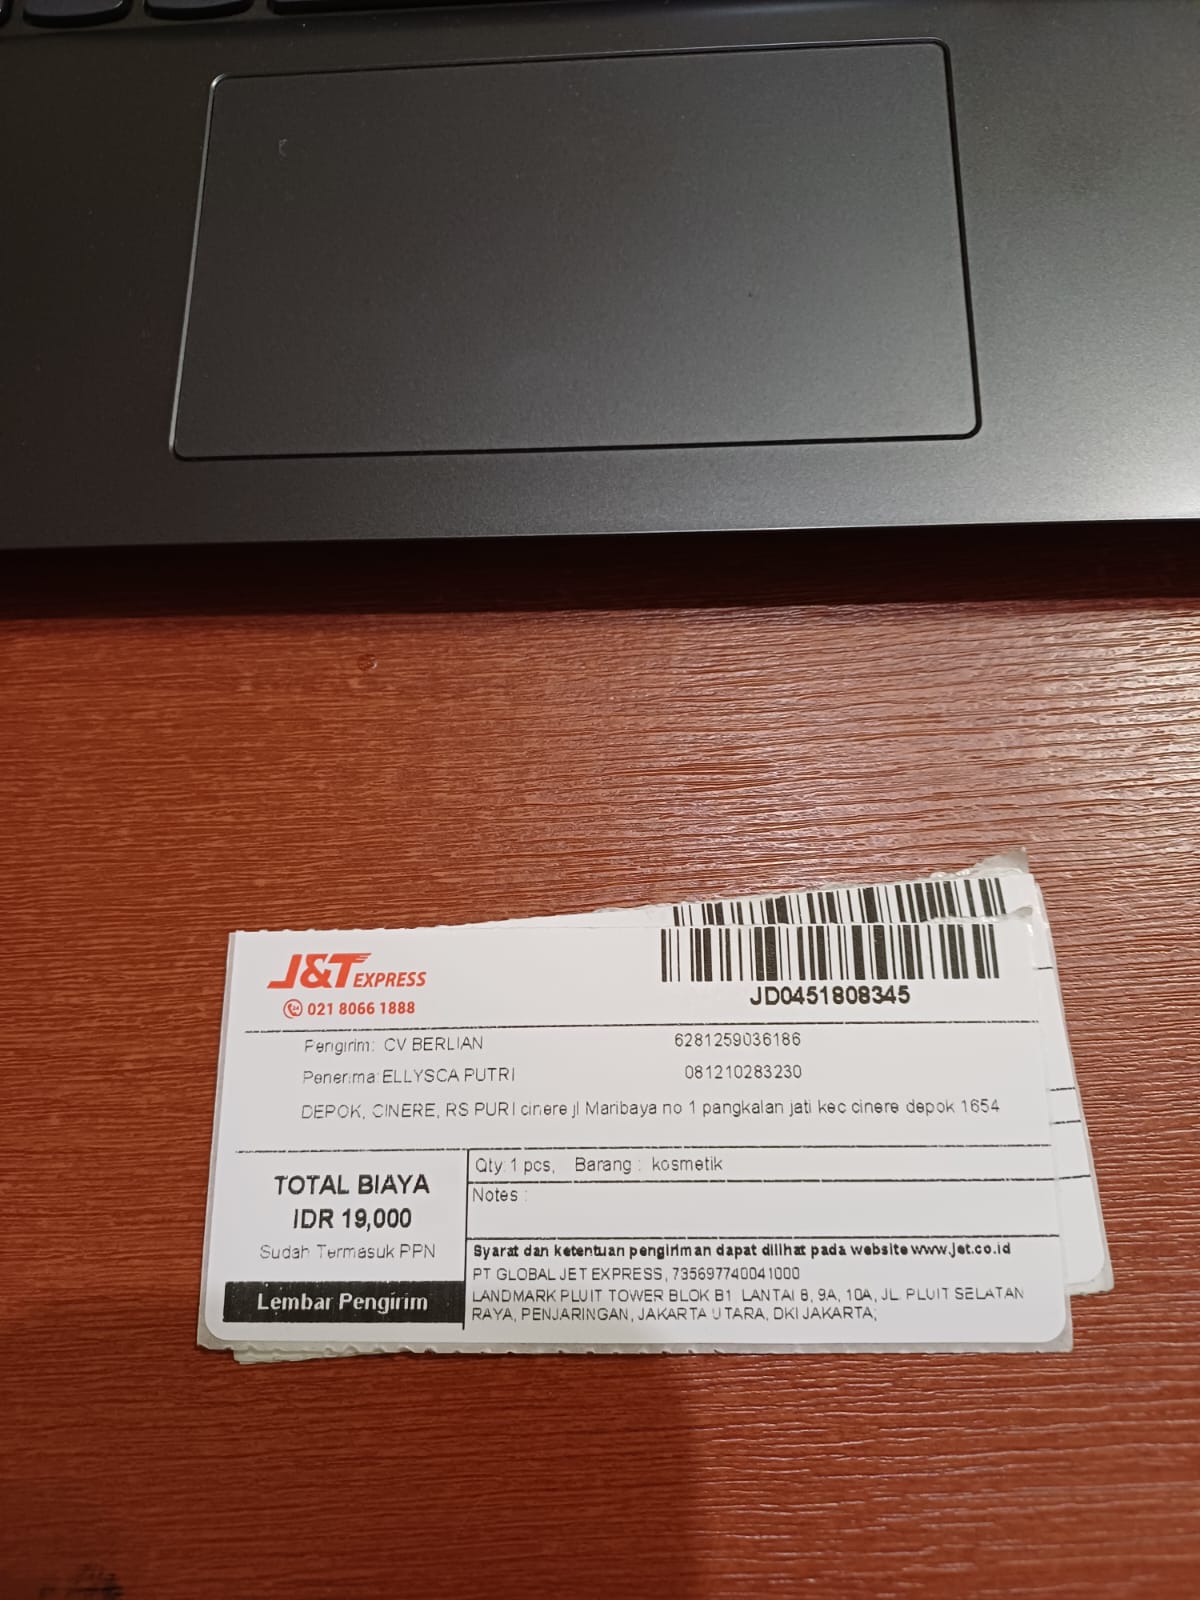 J&T EXPRESS
021 8066 1888
JD0451808345
Pengirim: CV BERLIAN 6281259036186
Penerima: ELLYSCA PUTRI 081210283230
DEPOK, CINERE, RS PURI cinere jl Maribaya no 1 pangkalan jati kec cinere depok 1654
TOTAL BIAYA
IDR 19,000
Sudah Termasuk PPN
Lembar Pengirim
Qty: 1 pcs, Barang : kosmetik
Notes :
Syarat dan ketentuan pengiriman dapat dilihat pada website www.jet.co.id
PT GLOBAL JET EXPRESS, 735697740041000
LANDMARK PLUIT TOWER BLOK B1 LANTAI 8, 9A, 10A, JL. PLUIT SELATAN
RAYA, PENJARINGAN, JAKARTA UTARA, DKI JAKARTA;